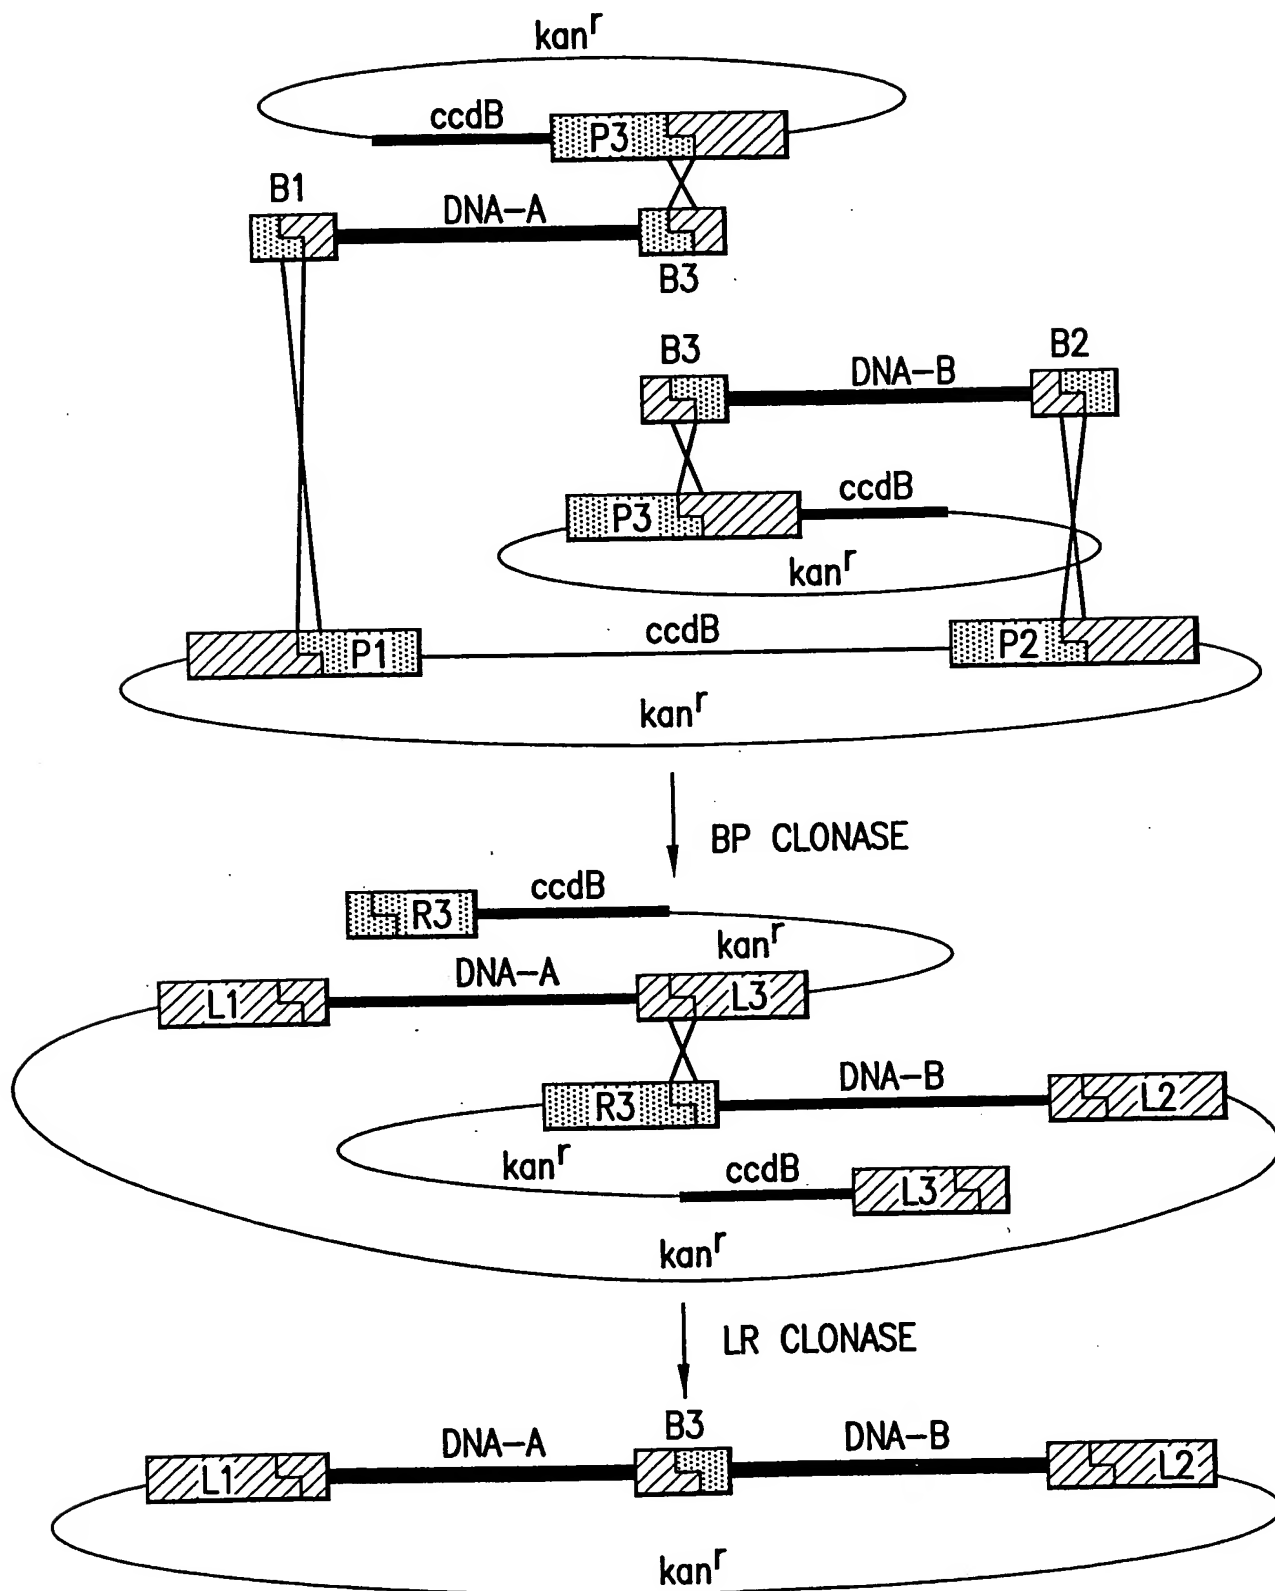 kanʳ
ccdB
P3
B1
DNA-A
B3
B3
DNA-B
B2
ccdB
P3
kanʳ
ccdB
P1
P2
kanʳ
BP CLONASE
ccdB
R3
kanʳ
DNA-A
L1
L3
DNA-B
R3
L2
kanʳ
ccdB
L3
kanʳ
LR CLONASE
B3
DNA-A
DNA-B
L1
L2
kanʳ